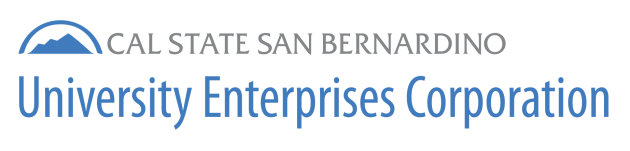 CAL STATE SAN BERNARDINO
University Enterprises Corporation